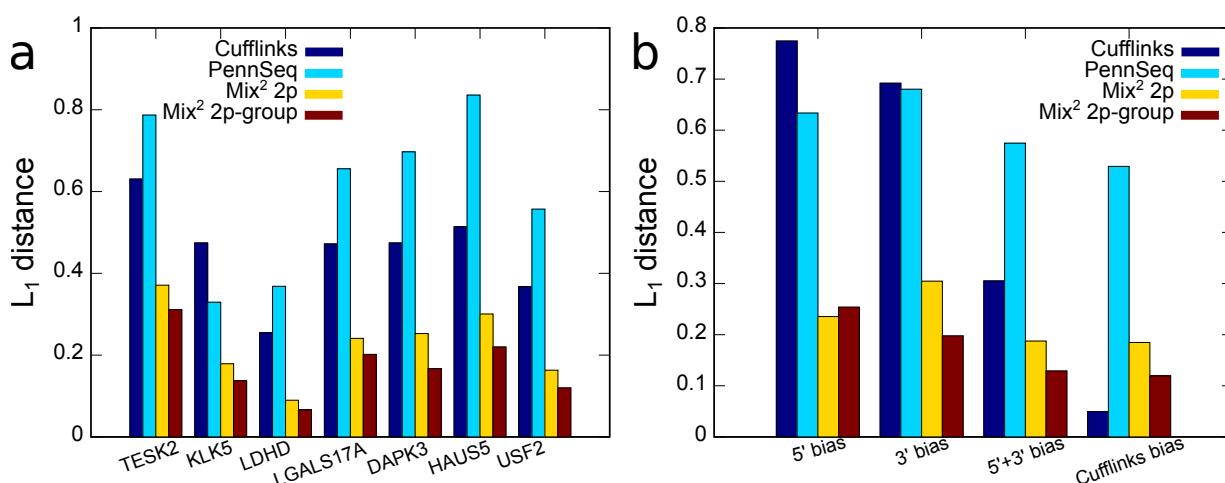 a
Cufflinks
PennSeq
Mix² 2p
Mix² 2p-group
L₁ distance
1
0.8
0.6
0.4
0.2
0
TESK2
KLK5
LDHD
LGALS17A
DAPK3
HAUS5
USF2
b
Cufflinks
PennSeq
Mix² 2p
Mix² 2p-group
L₁ distance
0.8
0.7
0.6
0.5
0.4
0.3
0.2
0.1
0
5' bias
3' bias
5'+3' bias
Cufflinks bias